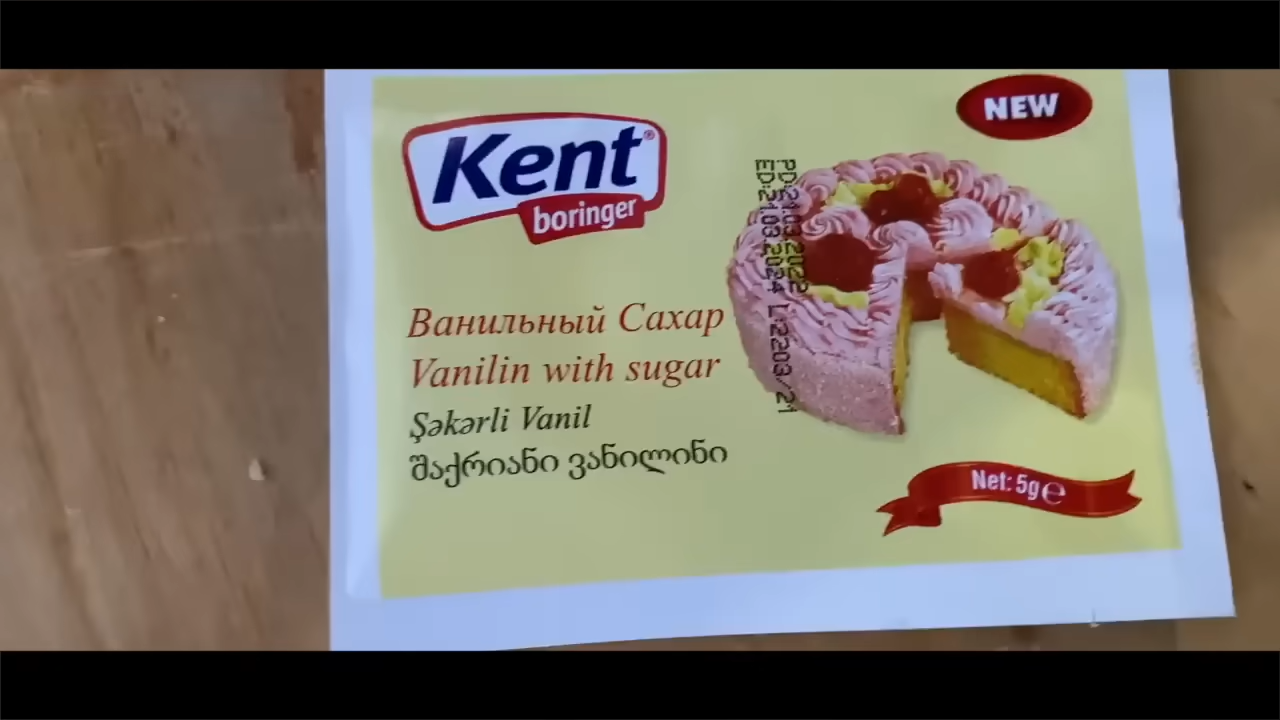 NEW
Kent®
boringer
PD:21.03.2022
ED:21.03.2024 L:2203/21
Ванильный Сахар
Vanilin with sugar
Şəkərli Vanil
შაქრიანი ვანილინი
Net: 5g℮